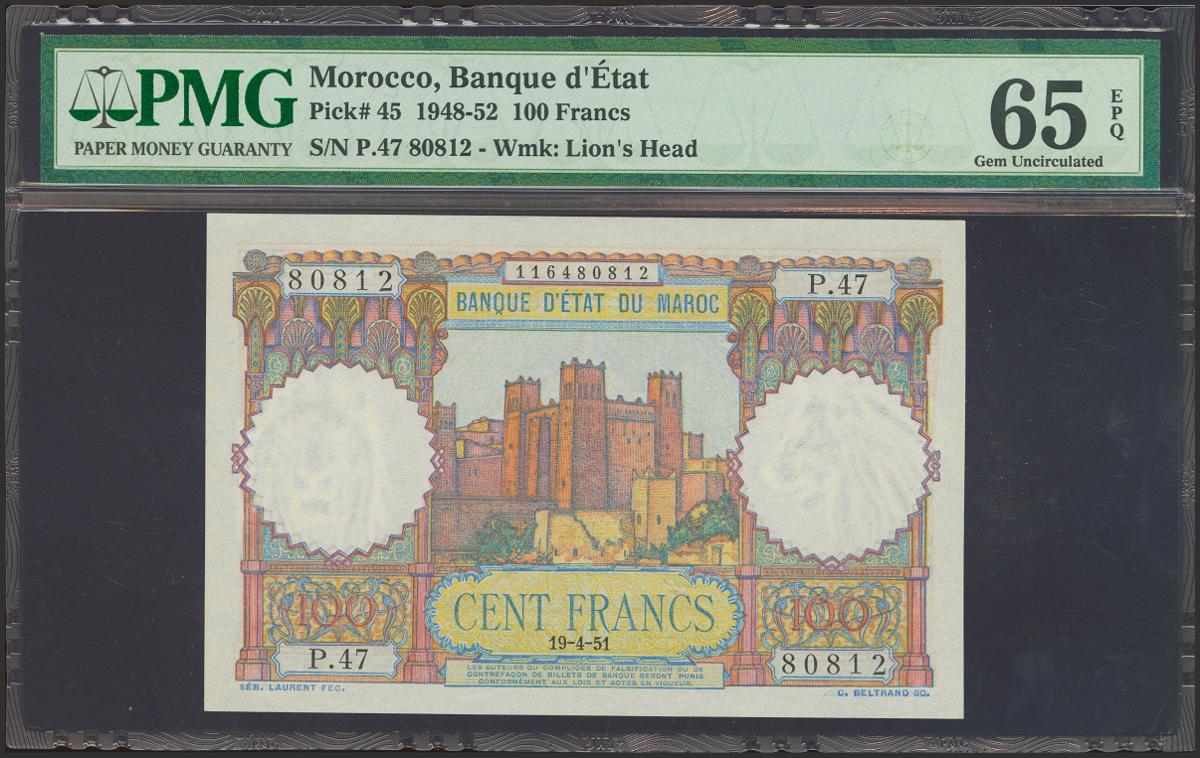 PMG
PAPER MONEY GUARANTY
Morocco, Banque d'État
Pick# 45 1948-52 100 Francs
S/N P.47 80812 - Wmk: Lion's Head
65
EPQ
Gem Uncirculated
80812
116480812
P.47
BANQUE D'ÉTAT DU MAROC
100
100
CENT FRANCS
19-4-51
P.47
80812
LES AUTEURS OU COMPLICES DE FALSIFICATION OU DE
CONTREFAÇON DE BILLETS DE BANQUE SERONT PUNIS
CONFORMÉMENT AUX LOIS ET ACTES EN VIGUEUR.
SÉB. LAURENT FEC.
C. BELTRAND SC.